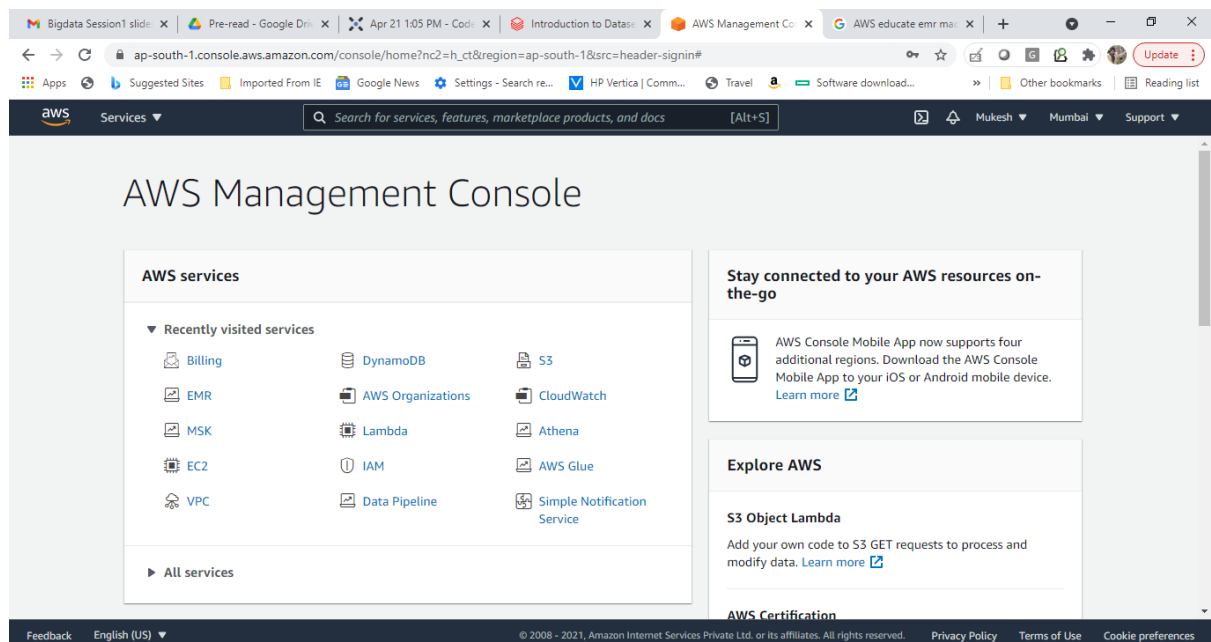 Bigdata Session1 slide
Pre-read - Google Driv
Apr 21 1:05 PM - Code
Introduction to Datase
AWS Management Co
AWS educate emr mac
ap-south-1.console.aws.amazon.com/console/home?nc2=h_ct&region=ap-south-1&src=header-signin#
Update
Apps
Suggested Sites
Imported From IE
Google News
Settings - Search re...
HP Vertica | Comm...
Travel
Software download...
»
Other bookmarks
Reading list
aws
Services
Search for services, features, marketplace products, and docs
[Alt+S]
Mukesh
Mumbai
Support
AWS Management Console
AWS services
Recently visited services
Billing
DynamoDB
S3
EMR
AWS Organizations
CloudWatch
MSK
Lambda
Athena
EC2
IAM
AWS Glue
VPC
Data Pipeline
Simple Notification
Service
All services
Stay connected to your AWS resources on-
the-go
AWS Console Mobile App now supports four
additional regions. Download the AWS Console
Mobile App to your iOS or Android mobile device.
Learn more
Explore AWS
S3 Object Lambda
Add your own code to S3 GET requests to process and
modify data. Learn more
AWS Certification
Feedback
English (US)
© 2008 - 2021, Amazon Internet Services Private Ltd. or its affiliates. All rights reserved.
Privacy Policy
Terms of Use
Cookie preferences